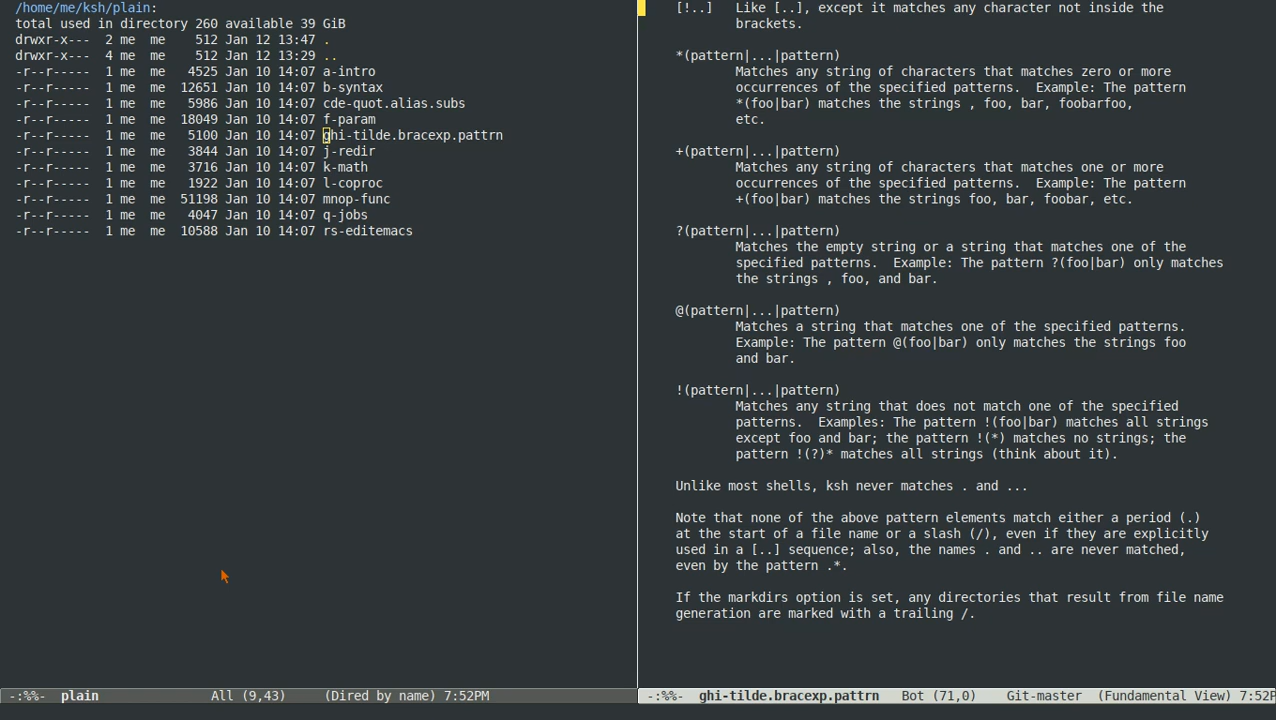 /home/me/ksh/plain:
total used in directory 260 available 39 GiB
drwxr-x--- 2 me me 512 Jan 12 13:47 .
drwxr-x--- 4 me me 512 Jan 12 13:29 ..
-r--r----- 1 me me 4525 Jan 10 14:07 a-intro
-r--r----- 1 me me 12651 Jan 10 14:07 b-syntax
-r--r----- 1 me me 5986 Jan 10 14:07 cde-quot.alias.subs
-r--r----- 1 me me 18049 Jan 10 14:07 f-param
-r--r----- 1 me me 5100 Jan 10 14:07 ghi-tilde.bracexp.pattrn
-r--r----- 1 me me 3844 Jan 10 14:07 j-redir
-r--r----- 1 me me 3716 Jan 10 14:07 k-math
-r--r----- 1 me me 1922 Jan 10 14:07 l-coproc
-r--r----- 1 me me 51198 Jan 10 14:07 mnop-func
-r--r----- 1 me me 4047 Jan 10 14:07 q-jobs
-r--r----- 1 me me 10588 Jan 10 14:07 rs-editemacs
-:%%- plain All (9,43) (Dired by name) 7:52PM
[!..] Like [..], except it matches any character not inside the
brackets.
*(pattern|...|pattern)
Matches any string of characters that matches zero or more
occurrences of the specified patterns. Example: The pattern
*(foo|bar) matches the strings , foo, bar, foobarfoo,
etc.
+(pattern|...|pattern)
Matches any string of characters that matches one or more
occurrences of the specified patterns. Example: The pattern
+(foo|bar) matches the strings foo, bar, foobar, etc.
?(pattern|...|pattern)
Matches the empty string or a string that matches one of the
specified patterns. Example: The pattern ?(foo|bar) only matches
the strings , foo, and bar.
@(pattern|...|pattern)
Matches a string that matches one of the specified patterns.
Example: The pattern @(foo|bar) only matches the strings foo
and bar.
!(pattern|...|pattern)
Matches any string that does not match one of the specified
patterns. Examples: The pattern !(foo|bar) matches all strings
except foo and bar; the pattern !(*) matches no strings; the
pattern !(?)* matches all strings (think about it).
Unlike most shells, ksh never matches . and ...
Note that none of the above pattern elements match either a period (.)
at the start of a file name or a slash (/), even if they are explicitly
used in a [..] sequence; also, the names . and .. are never matched,
even by the pattern .*.
If the markdirs option is set, any directories that result from file name
generation are marked with a trailing /.
-:%%- ghi-tilde.bracexp.pattrn Bot (71,0) Git-master (Fundamental View) 7:52P